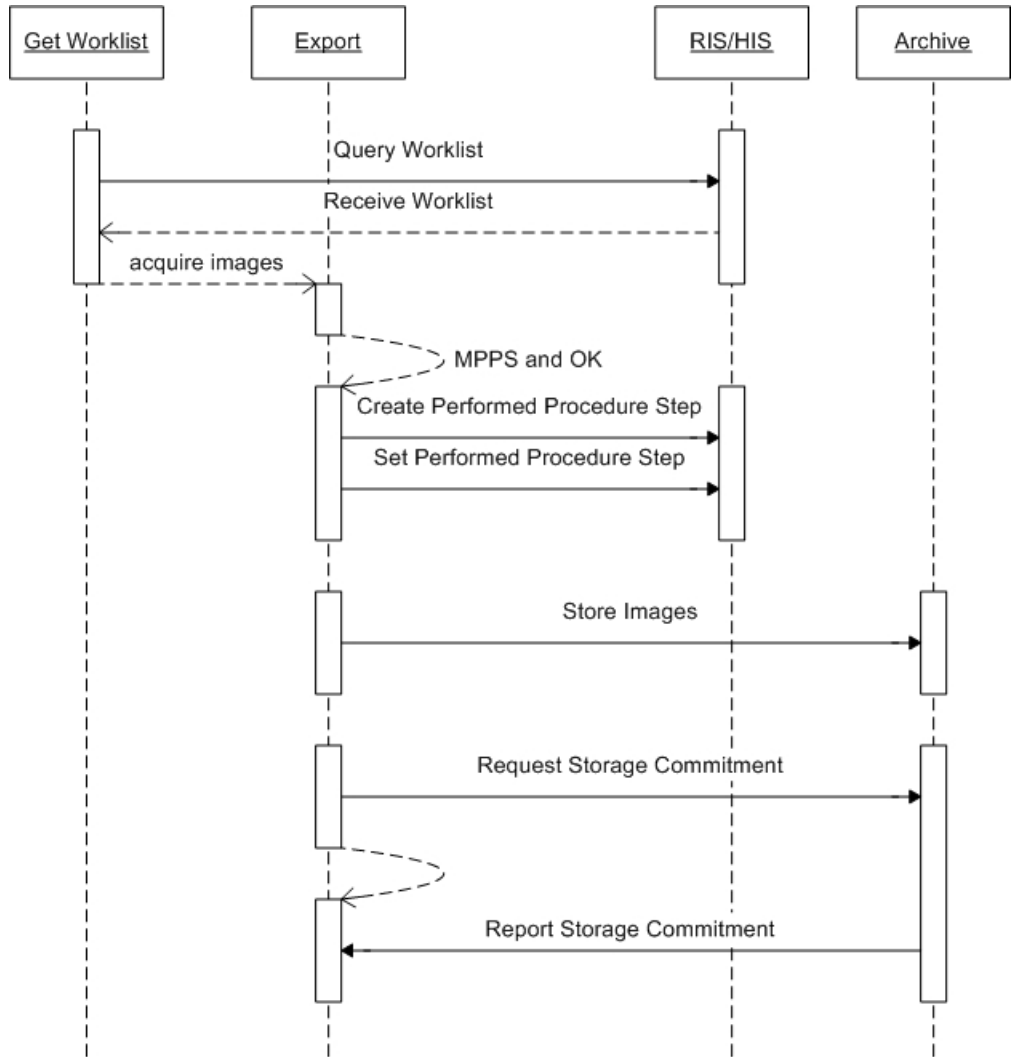 Get Worklist
Export
RIS/HIS
Archive
Query Worklist
Receive Worklist
acquire images
MPPS and OK
Create Performed Procedure Step
Set Performed Procedure Step
Store Images
Request Storage Commitment
Report Storage Commitment